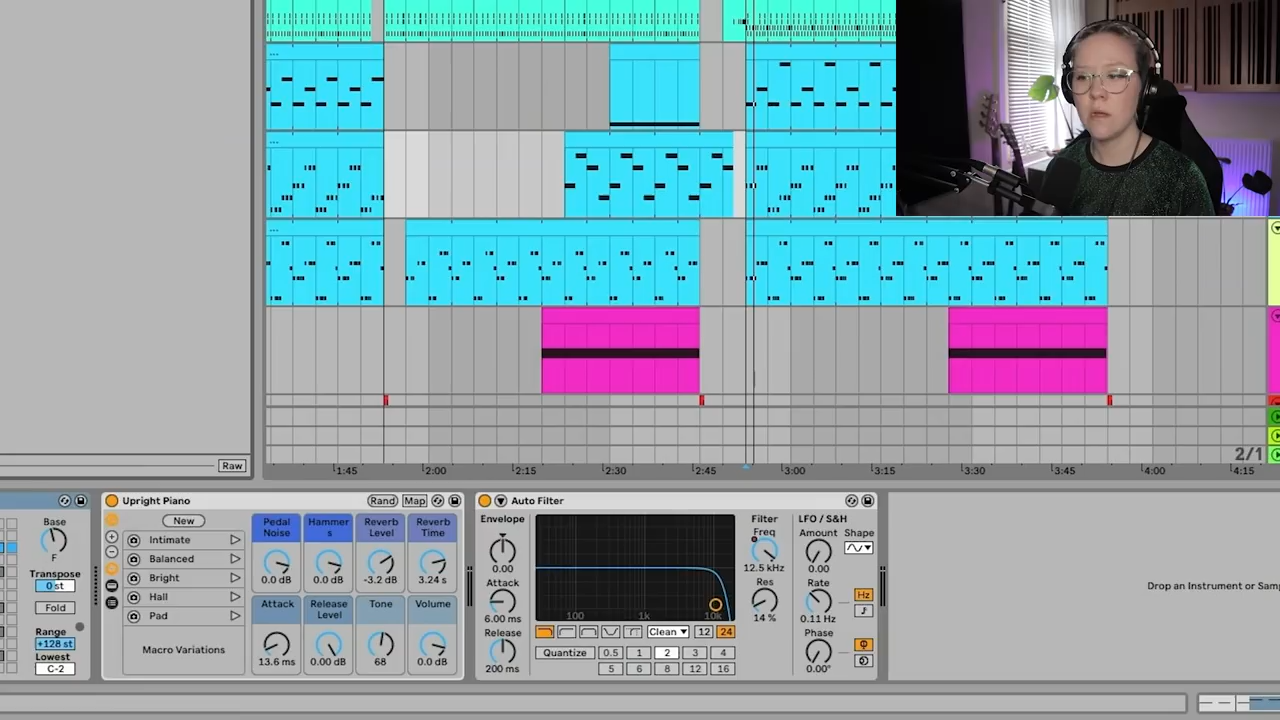 ...
...
...
2/1
Raw
1:45 2:00 2:15 2:30 2:45 3:00 3:15 3:30 3:45 4:00 4:15
Base
F
Transpose
0 st
Fold
Range
+128 st
Lowest
C-2
Upright Piano
Rand Map
New
Intimate
Balanced
Bright
Hall
Pad
Macro Variations
Pedal Noise
Hammers
Reverb Level
Reverb Time
0.0 dB
0.0 dB
-3.2 dB
3.24 s
Attack
Release Level
Tone
Volume
13.6 ms
0.00 dB
68
0.0 dB
Auto Filter
Envelope
0.00
Attack
6.00 ms
Release
200 ms
100 1k 10k
Clean 12 24
Quantize 0.5 1 2 3 4
5 6 8 12 16
Filter
Freq
12.5 kHz
Res
14 %
LFO / S&H
Amount Shape
0.00
Rate
Hz
0.11 Hz
Phase
0.00°
Drop an Instrument or Samp